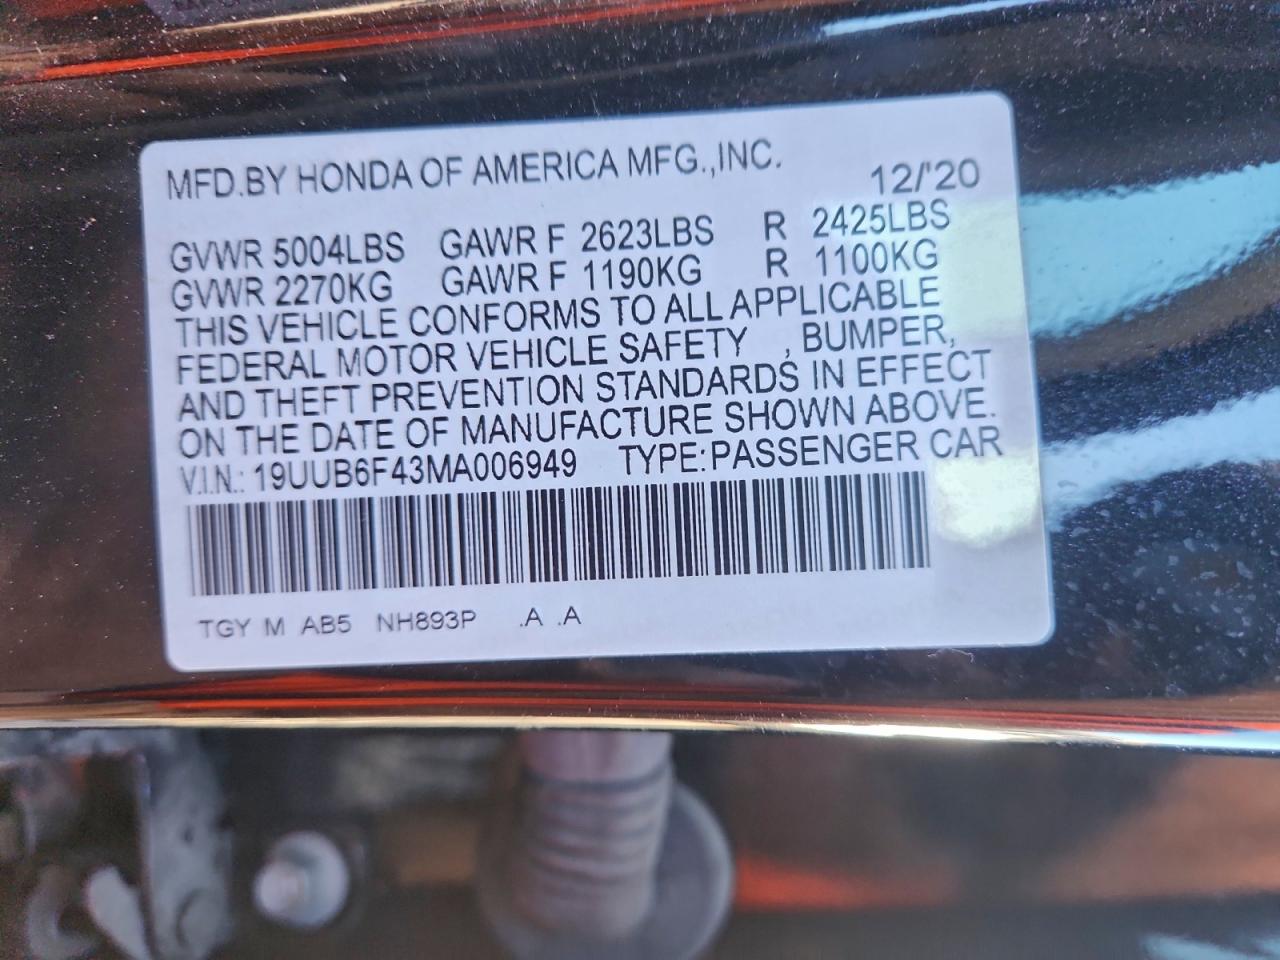 MFD.BY HONDA OF AMERICA MFG.,INC.
12/'20
GVWR 5004LBS GAWR F 2623LBS R 2425LBS
GVWR 2270KG GAWR F 1190KG R 1100KG
THIS VEHICLE CONFORMS TO ALL APPLICABLE
FEDERAL MOTOR VEHICLE SAFETY , BUMPER,
AND THEFT PREVENTION STANDARDS IN EFFECT
ON THE DATE OF MANUFACTURE SHOWN ABOVE.
V.I.N.: 19UUB6F43MA006949 TYPE:PASSENGER CAR
TGY M AB5 NH893P .A .A